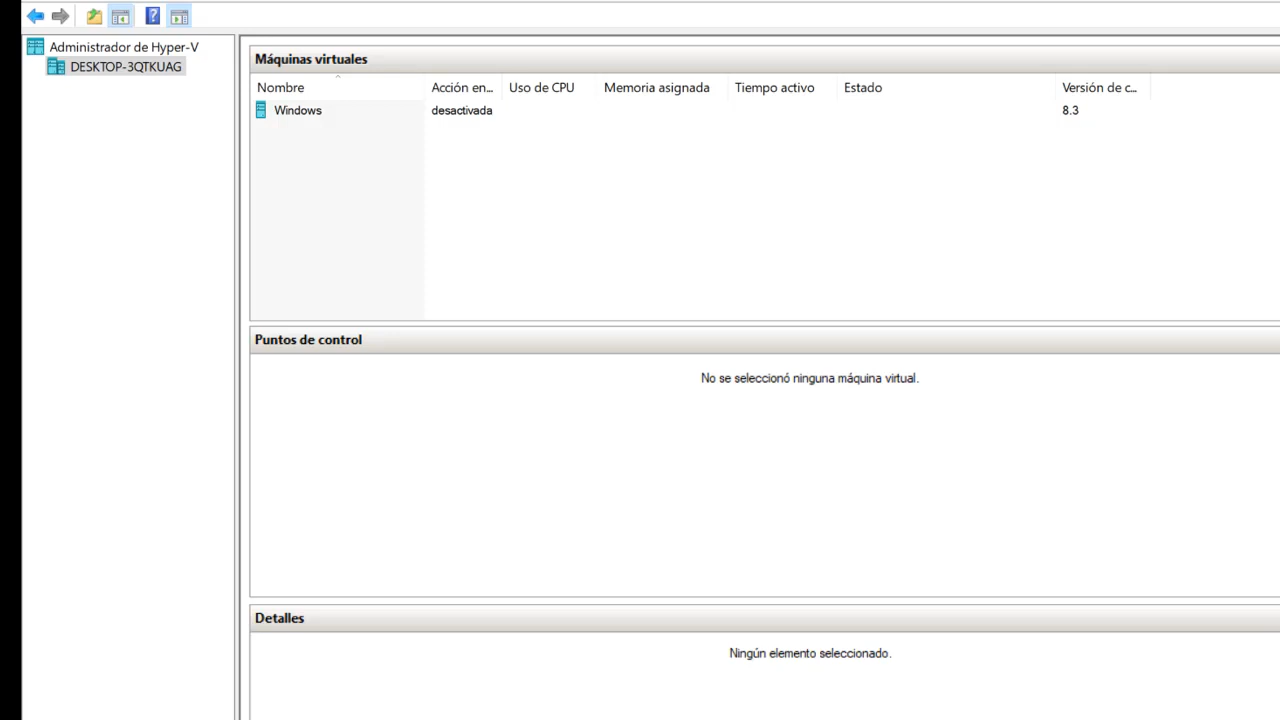 Administrador de Hyper-V
DESKTOP-3QTKUAG
Máquinas virtuales
Nombre Acción en... Uso de CPU Memoria asignada Tiempo activo Estado Versión de c...
Windows desactivada 8.3
Puntos de control
No se seleccionó ninguna máquina virtual.
Detalles
Ningún elemento seleccionado.